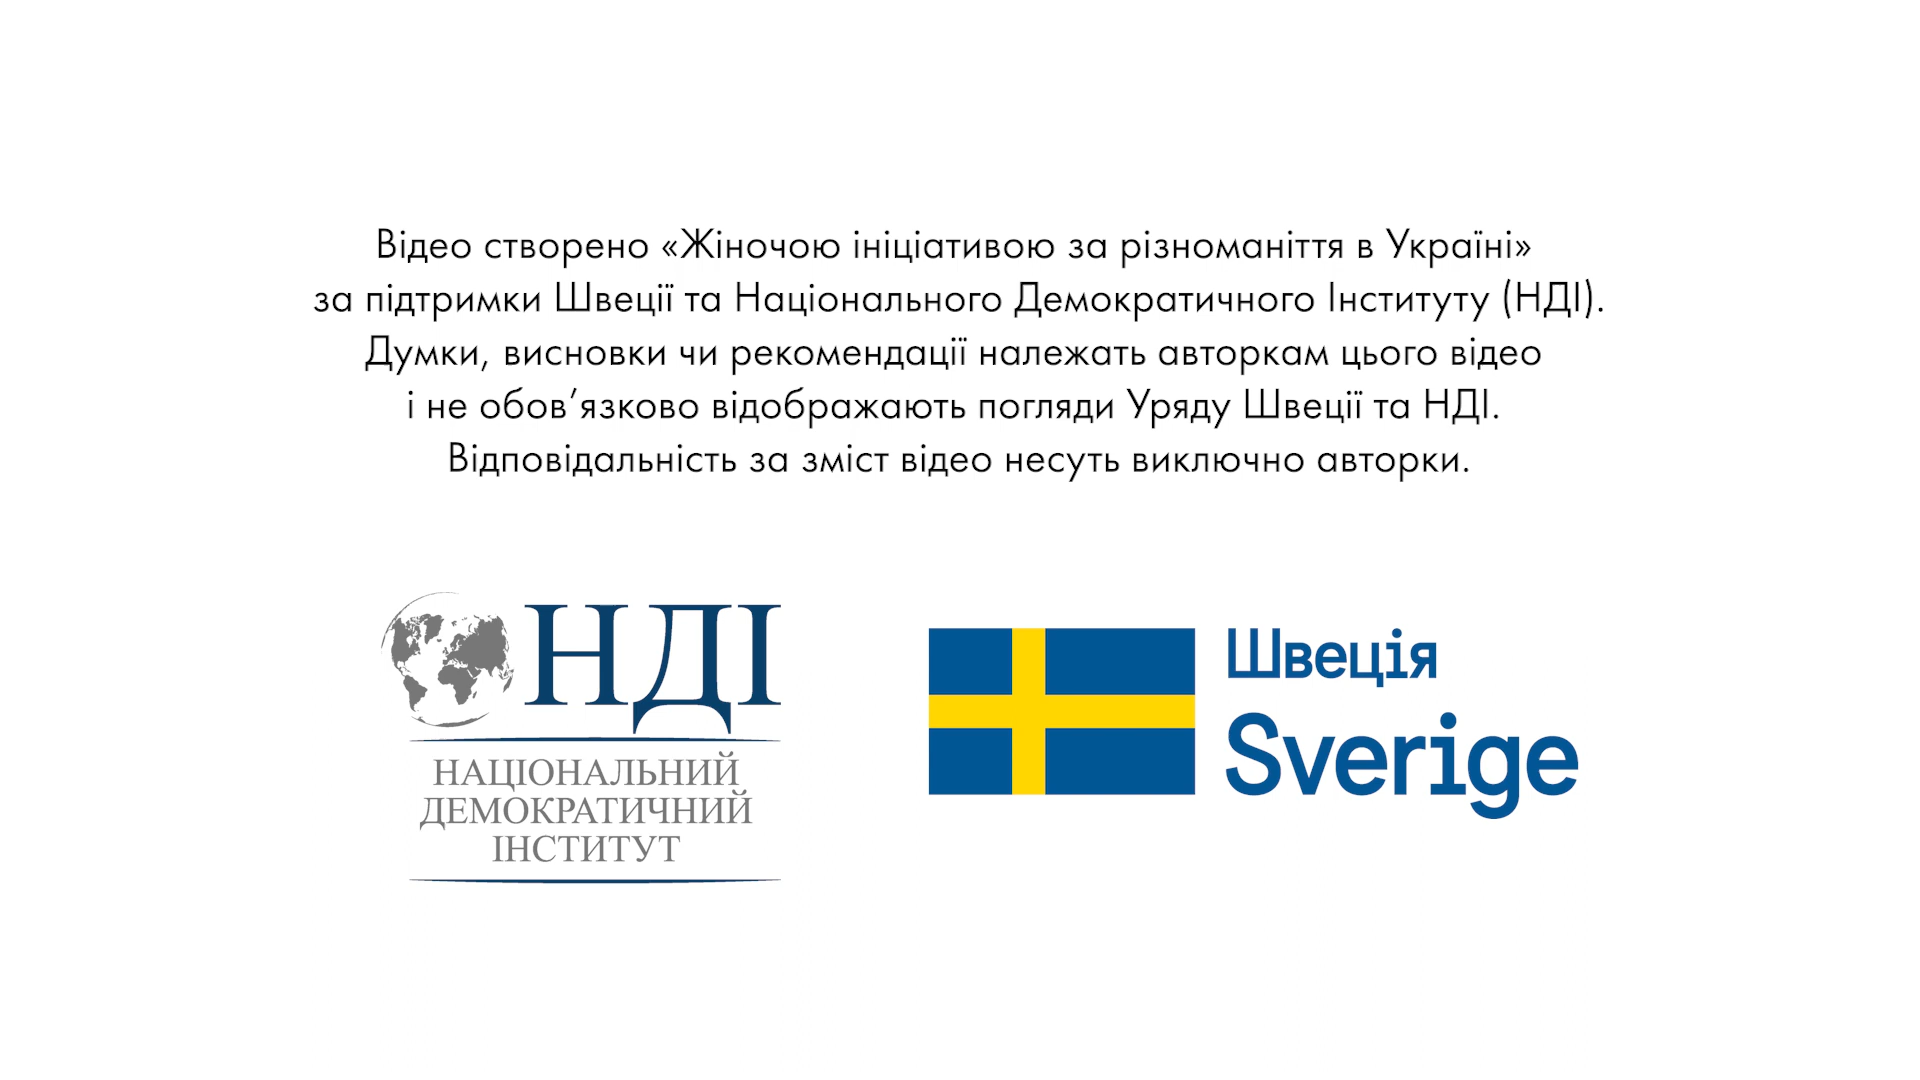 Відео створено «Жіночою ініціативою за різноманіття в Україні»
за підтримки Швеції та Національного Демократичного Інституту (НДІ).
Думки, висновки чи рекомендації належать авторкам цього відео
і не обов’язково відображають погляди Уряду Швеції та НДІ.
Відповідальність за зміст відео несуть виключно авторки.
НДІ
НАЦІОНАЛЬНИЙ
ДЕМОКРАТИЧНИЙ
ІНСТИТУТ
Швеція
Sverige